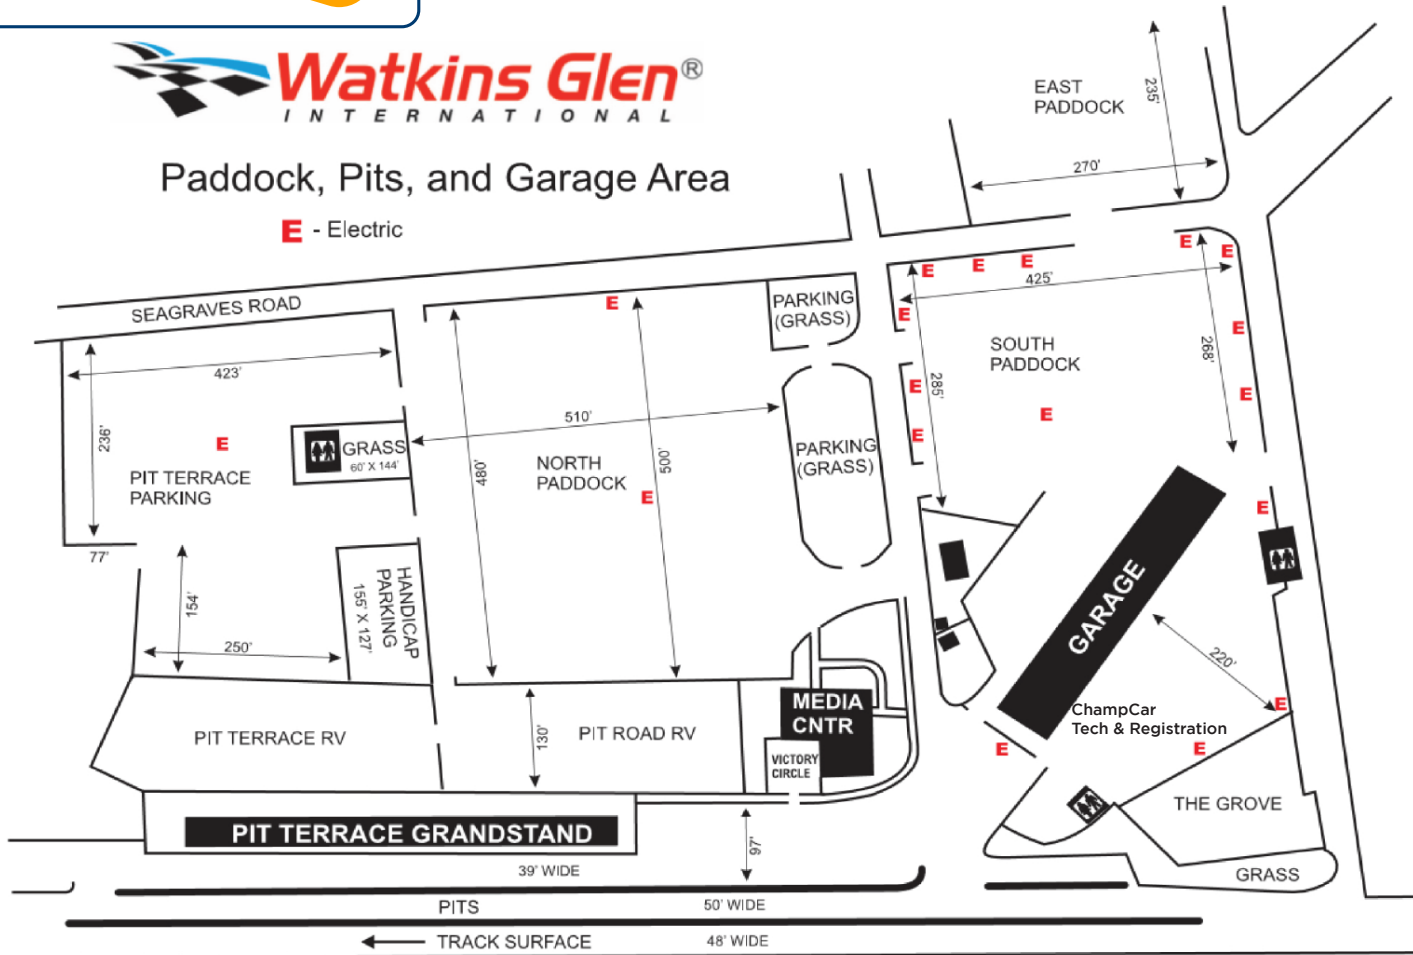 Watkins Glen®
INTERNATIONAL
Paddock, Pits, and Garage Area
E - Electric
EAST
PADDOCK
235'
270'
SEAGRAVES ROAD
E
E
E
E
E
E
425'
PARKING
(GRASS)
E
E
E
SOUTH
PADDOCK
268'
285'
423'
236'
E
E
E
E
510'
E
GRASS
60' X 144'
PIT TERRACE
PARKING
480'
NORTH
PADDOCK
500'
E
PARKING
(GRASS)
E
77'
154'
250'
HANDICAP
PARKING
155' X 127'
GARAGE
220'
E
ChampCar
Tech & Registration
E
E
PIT TERRACE RV
130'
PIT ROAD RV
MEDIA
CNTR
VICTORY
CIRCLE
THE GROVE
PIT TERRACE GRANDSTAND
97'
39' WIDE
GRASS
PITS
50' WIDE
TRACK SURFACE
48' WIDE